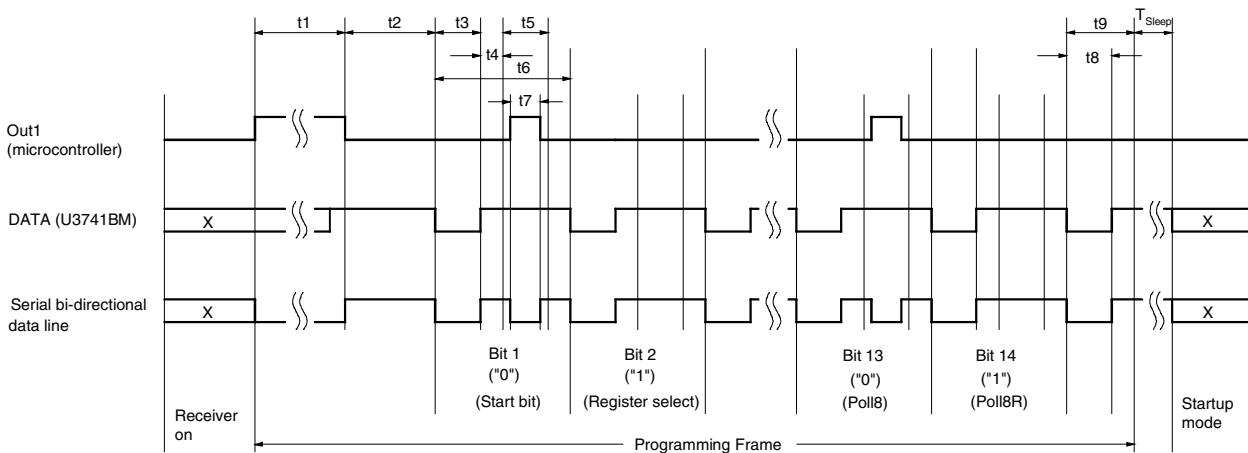 t1
t2
t3
t5
t9
T Sleep
t4
t6
t8
t7
Out1
(microcontroller)
DATA (U3741BM)
X
X
Serial bi-directional
data line
X
X
Bit 1
("0")
(Start bit)
Bit 2
("1")
(Register select)
Bit 13
("0")
(Poll8)
Bit 14
("1")
(Poll8R)
Receiver
on
Startup
mode
Programming Frame